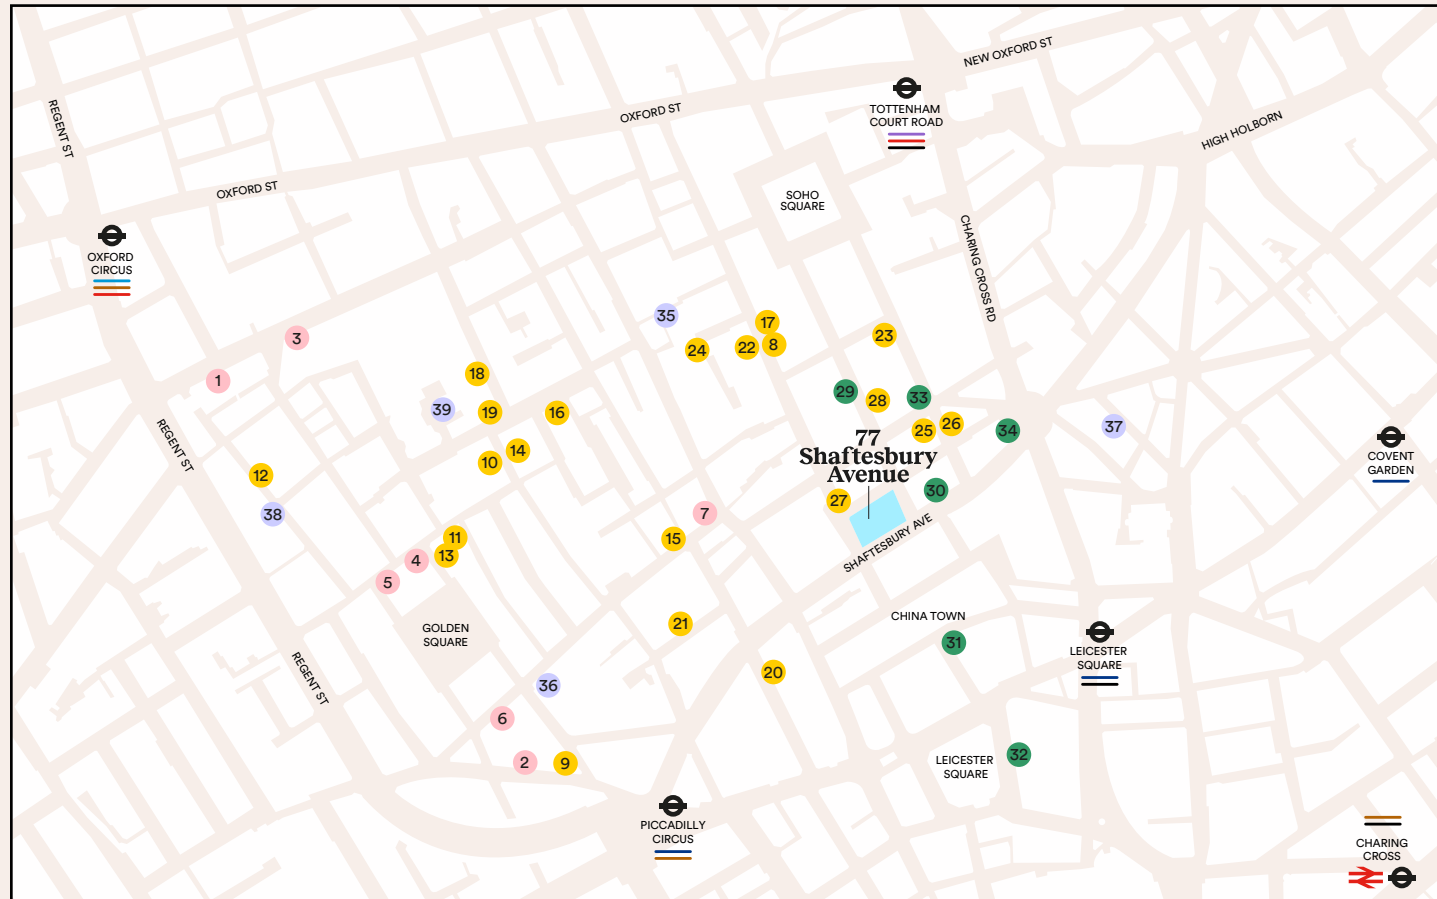 NEW OXFORD ST
REGENT ST
OXFORD ST
TOTTENHAM
COURT ROAD
HIGH HOLBORN
OXFORD ST
SOHO
SQUARE
CHARING CROSS RD
OXFORD
CIRCUS
35
17
3
23
8
22
24
1
18
29
33
28
39
19
16
26
37
25
34
REGENT ST
77
Shaftesbury
Avenue
14
10
COVENT
GARDEN
12
30
27
38
7
SHAFTESBURY AVE
11
15
13
4
5
CHINA TOWN
21
GOLDEN
SQUARE
31
LEICESTER
SQUARE
20
REGENT ST
36
6
32
2
9
LEICESTER
SQUARE
PICCADILLY
CIRCUS
CHARING
CROSS